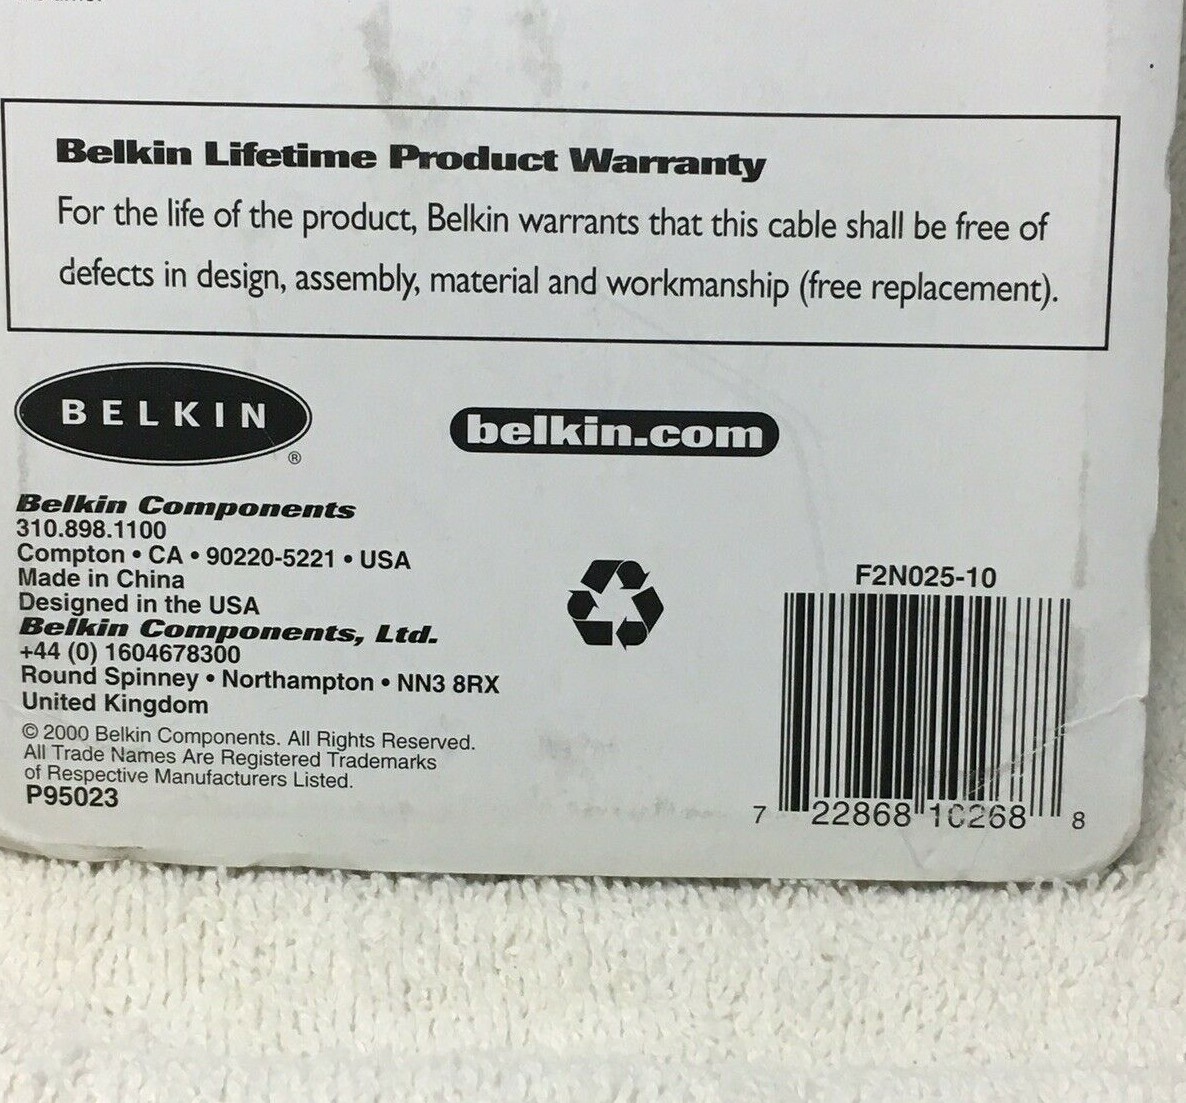 Belkin Lifetime Product Warranty
For the life of the product, Belkin warrants that this cable shall be free of
defects in design, assembly, material and workmanship (free replacement).
BELKIN ®
belkin.com
Belkin Components
310.898.1100
Compton • CA • 90220-5221 • USA
Made in China
Designed in the USA
Belkin Components, Ltd.
+44 (0) 1604678300
Round Spinney • Northampton • NN3 8RX
United Kingdom
© 2000 Belkin Components. All Rights Reserved.
All Trade Names Are Registered Trademarks
of Respective Manufacturers Listed.
P95023
F2N025-10
7 22868 10268 8